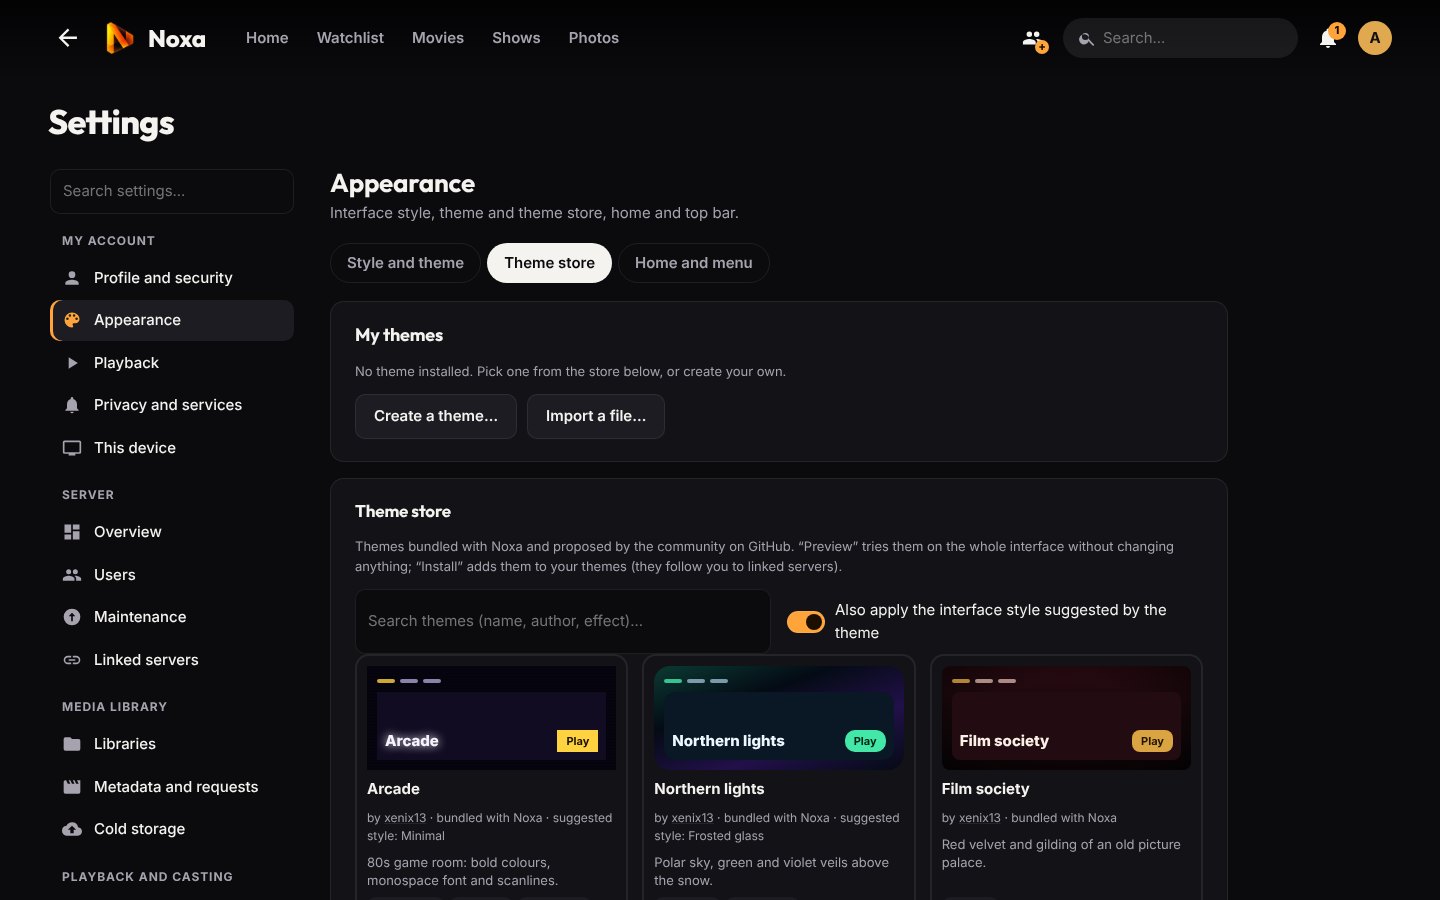 Noxa
Home
Watchlist
Movies
Shows
Photos
Search...
1
A
Settings
Search settings...
MY ACCOUNT
Profile and security
Appearance
Playback
Privacy and services
This device
SERVER
Overview
Users
Maintenance
Linked servers
MEDIA LIBRARY
Libraries
Metadata and requests
Cold storage
PLAYBACK AND CASTING
Appearance
Interface style, theme and theme store, home and top bar.
Style and theme
Theme store
Home and menu
My themes
No theme installed. Pick one from the store below, or create your own.
Create a theme...
Import a file...
Theme store
Themes bundled with Noxa and proposed by the community on GitHub. “Preview” tries them on the whole interface without changing
anything; “Install” adds them to your themes (they follow you to linked servers).
Search themes (name, author, effect)...
Also apply the interface style suggested by the
theme
Arcade
Play
Arcade
by xenix13 · bundled with Noxa · suggested
style: Minimal
80s game room: bold colours,
monospace font and scanlines.
Northern lights
Play
Northern lights
by xenix13 · bundled with Noxa · suggested
style: Frosted glass
Polar sky, green and violet veils above
the snow.
Film society
Play
Film society
by xenix13 · bundled with Noxa
Red velvet and gilding of an old picture
palace.